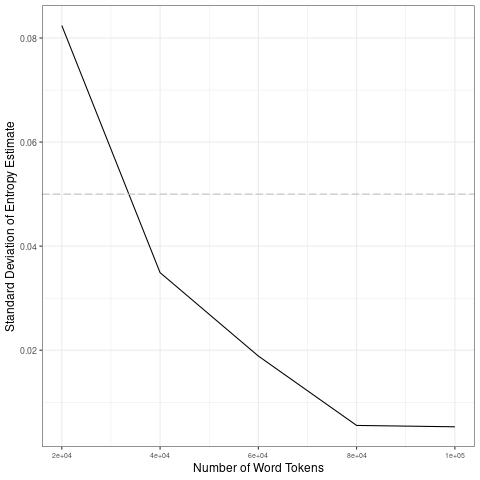 Standard Deviation of Entropy Estimate
0.08
0.06
0.04
0.02
2e+04 4e+04 6e+04 8e+04 1e+05
Number of Word Tokens